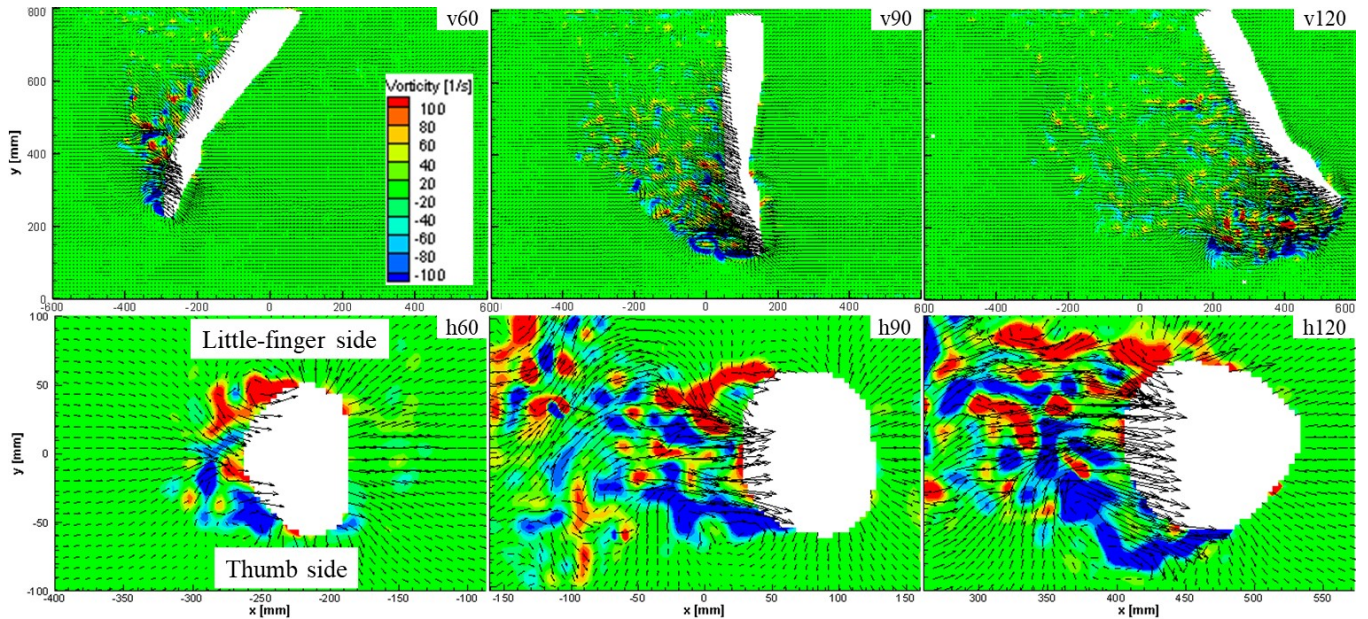 v60
v90
v120
800
600
400
200
0
y [mm]
Vorticity [1/s]
100
80
60
40
20
-20
-40
-60
-80
-100
-600 -400 -200 0 200 400 600
-400 -200 0 200 400 600
-400 -200 0 200 400 600
h60
h90
h120
Little-finger side
Thumb side
100
50
0
-50
-100
y [mm]
-400 -350 -300 -250 -200 -150 -100
-150 -100 -50 0 50 100 150
300 350 400 450 500 550
x [mm] x [mm] x [mm]